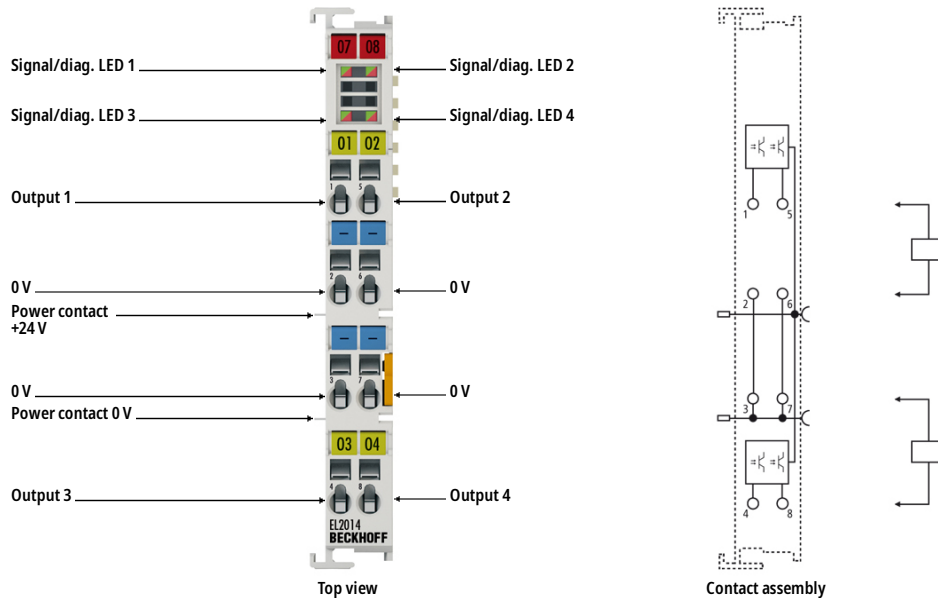 07 08
Signal/diag. LED 1
Signal/diag. LED 2
Signal/diag. LED 3
Signal/diag. LED 4
01 02
1 5
Output 1
Output 2
1 5
– –
2 6
0 V
0 V
2 6
Power contact
+24 V
– –
3 7
0 V
0 V
3 7
Power contact 0 V
03 04
4 8
Output 3
Output 4
4 8
EL2014
BECKHOFF
Top view
Contact assembly